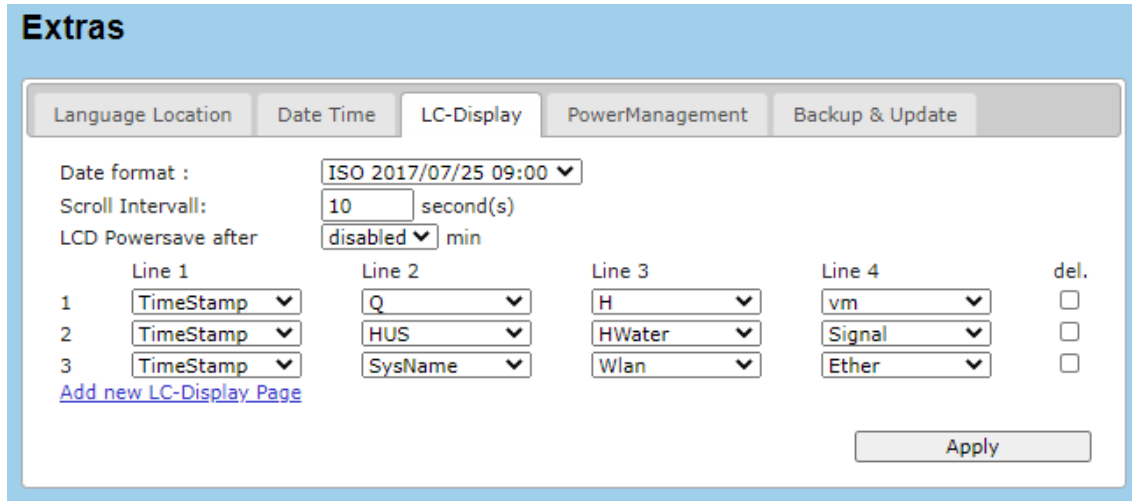 Extras
Language Location Date Time LC-Display PowerManagement Backup & Update
Date format : ISO 2017/07/25 09:00
Scroll Intervall: 10 second(s)
LCD Powersave after disabled min
Line 1 Line 2 Line 3 Line 4 del.
1 TimeStamp Q H vm
2 TimeStamp HUS HWater Signal
3 TimeStamp SysName Wlan Ether
Add new LC-Display Page
Apply